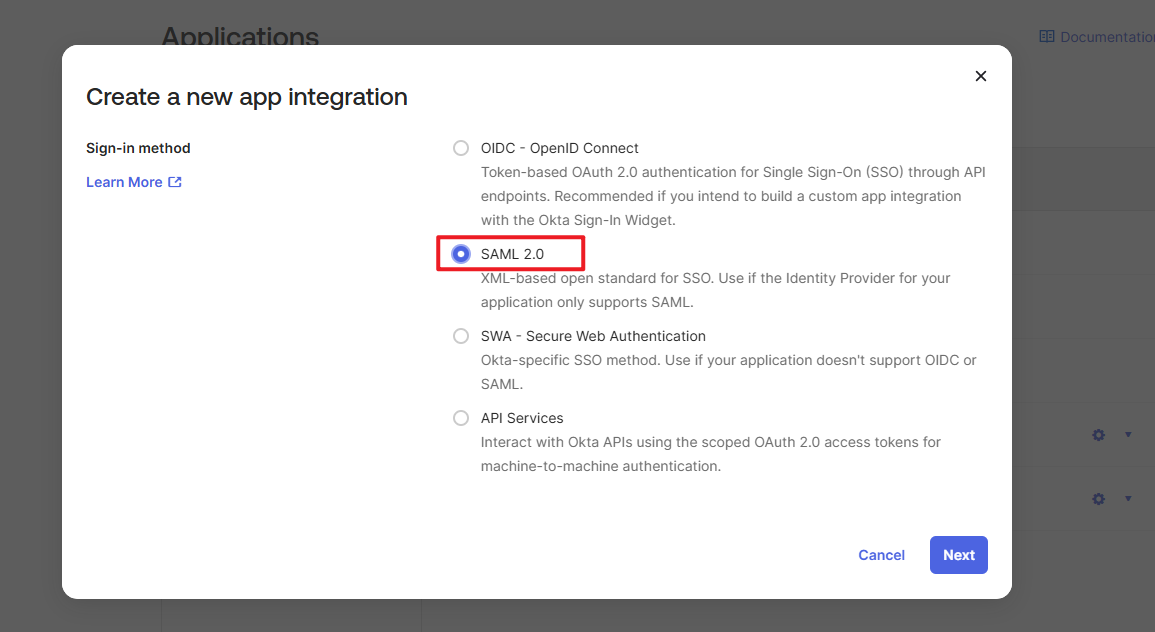 Applications
Documentation
Create a new app integration
Sign-in method
Learn More
OIDC - OpenID Connect
Token-based OAuth 2.0 authentication for Single Sign-On (SSO) through API
endpoints. Recommended if you intend to build a custom app integration
with the Okta Sign-In Widget.
SAML 2.0
XML-based open standard for SSO. Use if the Identity Provider for your
application only supports SAML.
SWA - Secure Web Authentication
Okta-specific SSO method. Use if your application doesn't support OIDC or
SAML.
API Services
Interact with Okta APIs using the scoped OAuth 2.0 access tokens for
machine-to-machine authentication.
Cancel
Next